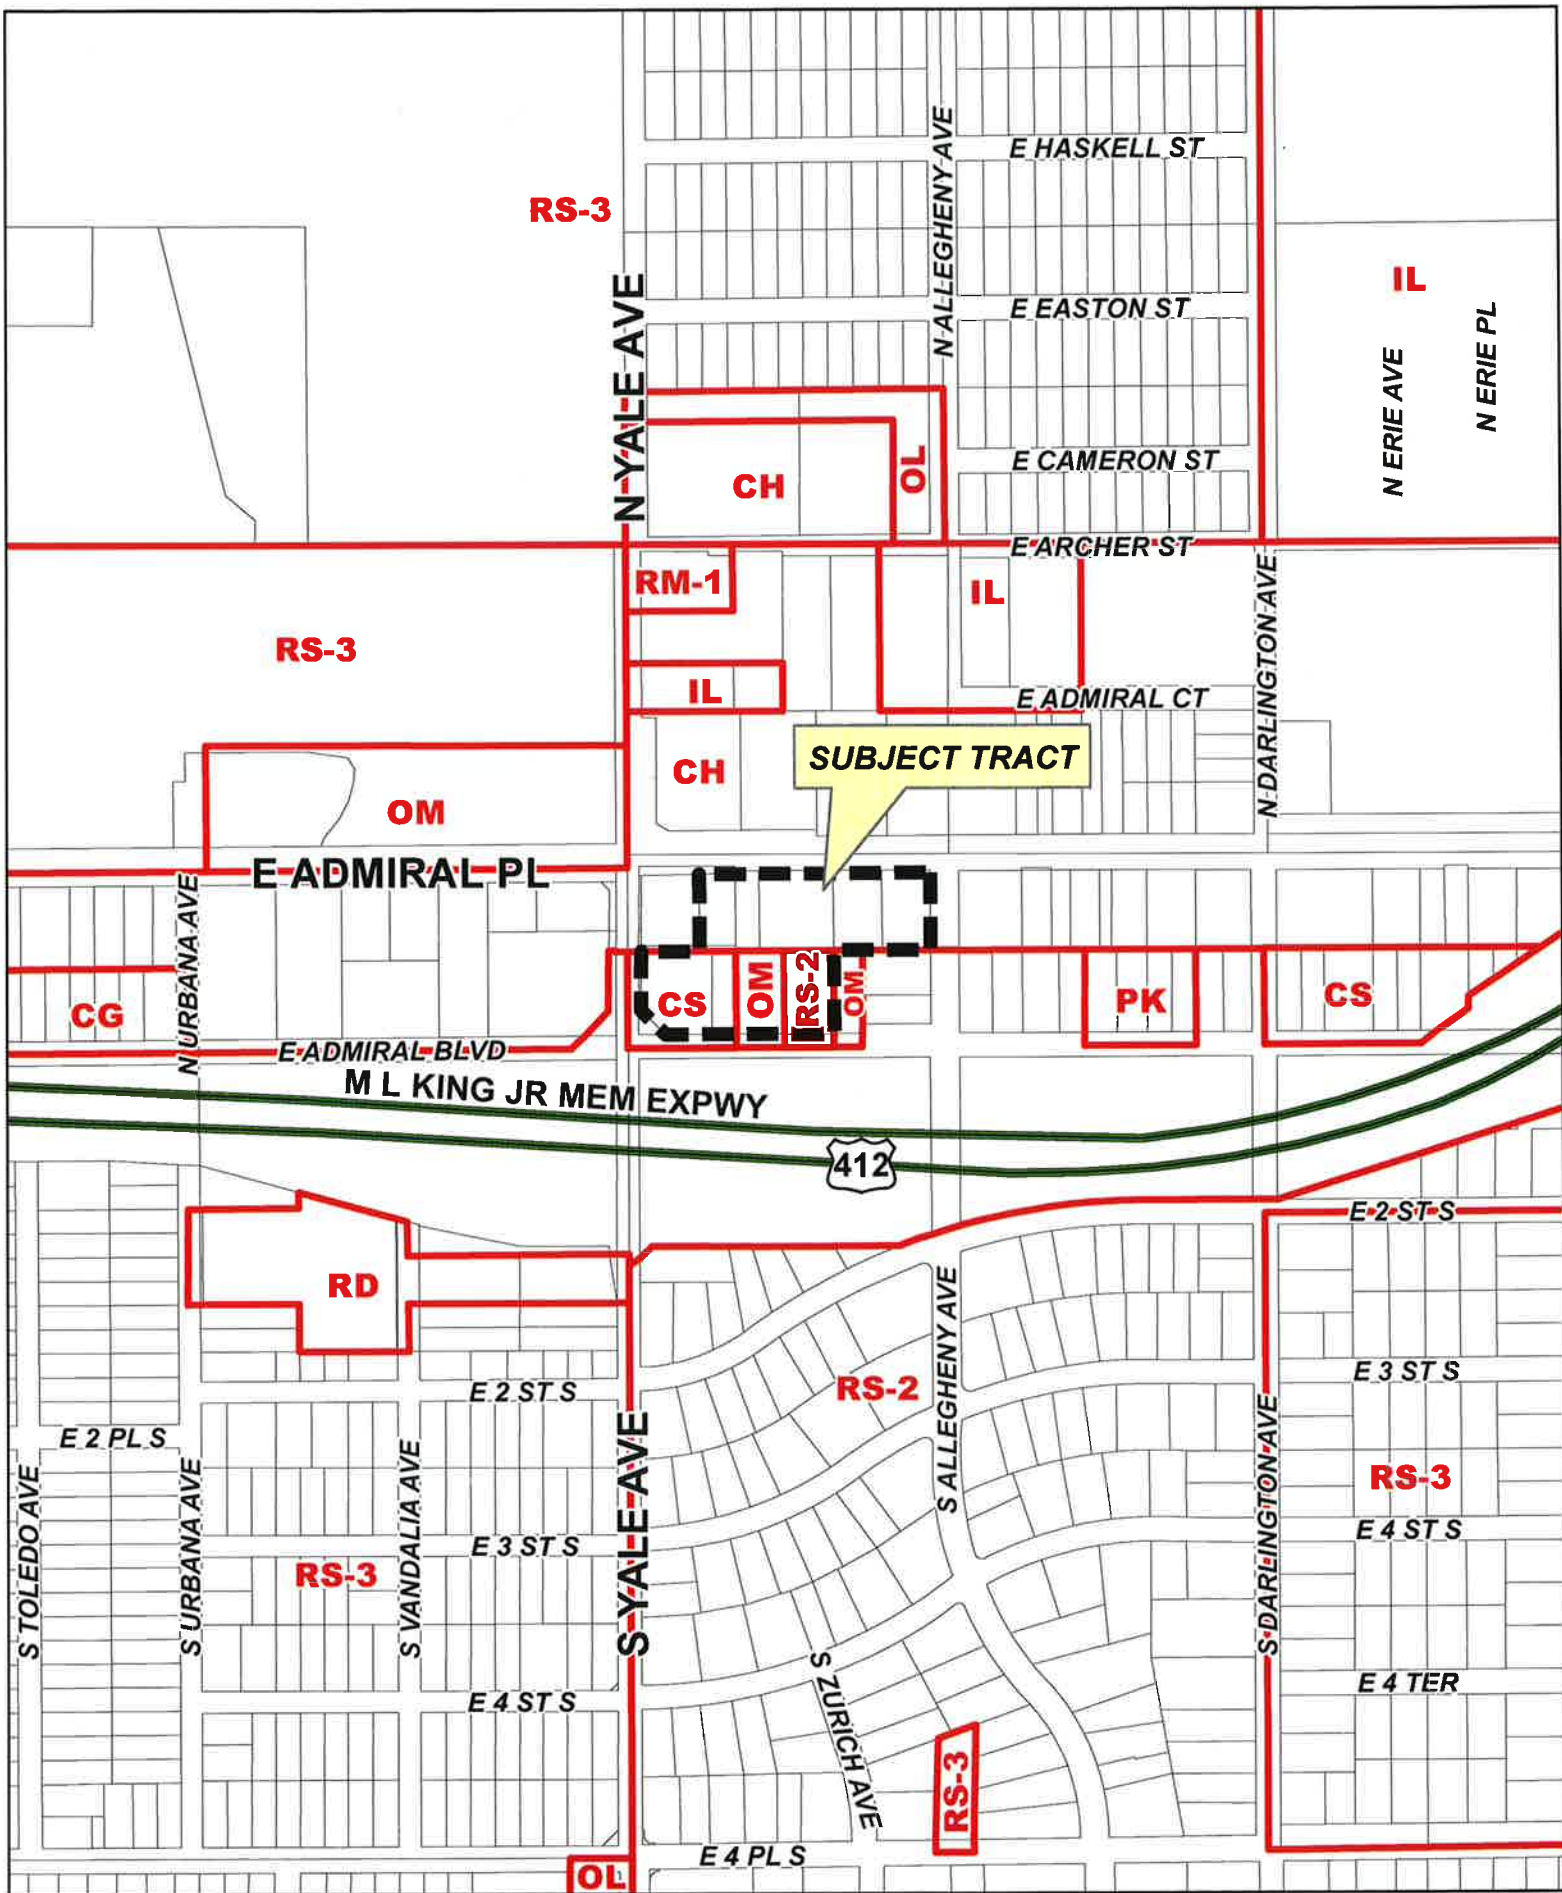 E HASKELL ST
N ALLEGHENY AVE
RS-3
IL
N YALE AVE
E EASTON ST
N ERIE AVE
N ERIE PL
CH
OL
E CAMERON ST
E ARCHER ST
RM-1
IL
RS-3
IL
E ADMIRAL CT
N DARLINGTON AVE
SUBJECT TRACT
CH
OM
E ADMIRAL PL
N URBANA AVE
CG
CS
OM
RS-2
OM
PK
CS
E ADMIRAL BLVD
M L KING JR MEM EXPWY
412
E 2 ST S
RD
S ALLEGHENY AVE
RS-2
E 2 ST S
E 3 ST S
E 2 PL S
S TOLEDO AVE
S URBANA AVE
S VANDALIA AVE
S YALE AVE
S DARLINGTON AVE
RS-3
E 3 ST S
E 4 ST S
RS-3
S ZURICH AVE
E 4 ST S
E 4 TER
RS-3
E 4 PL S
OL